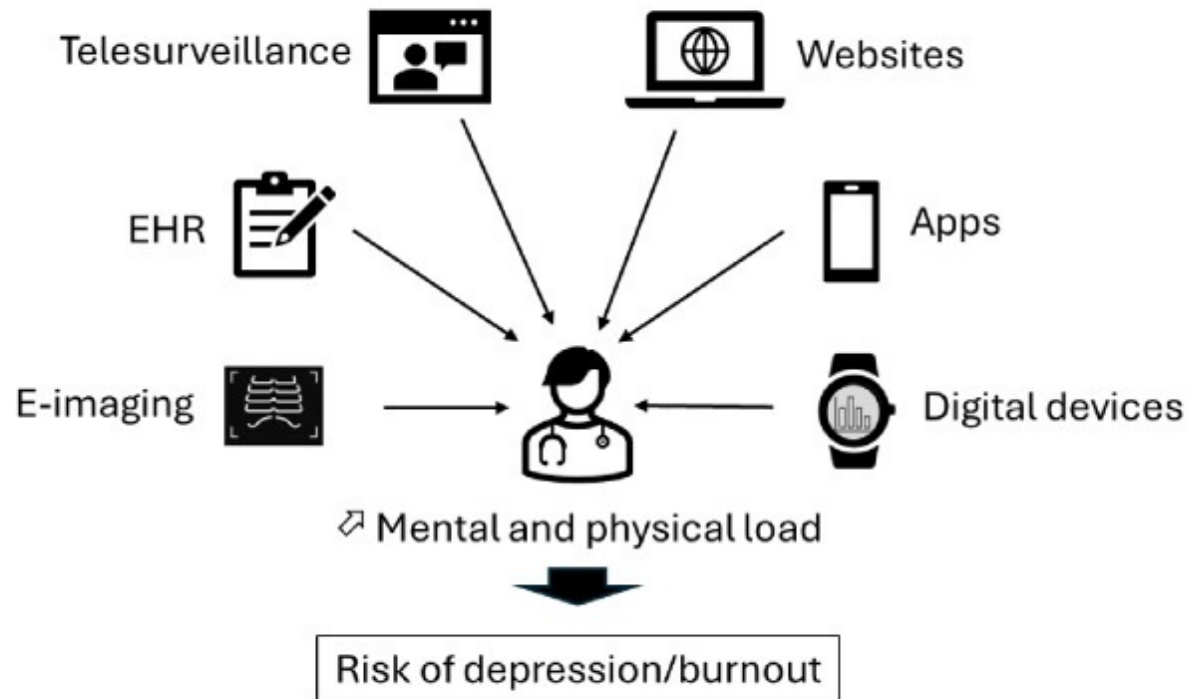 Telesurveillance
Websites
EHR
Apps
E-imaging
Digital devices
⬀ Mental and physical load
Risk of depression/burnout